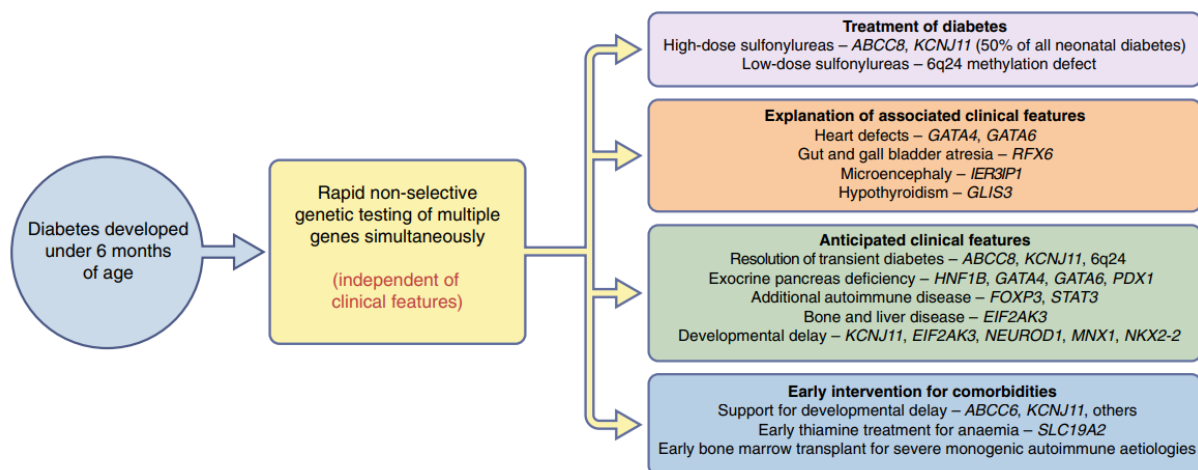 Diabetes developed
under 6 months
of age
Rapid non-selective
genetic testing of multiple
genes simultaneously
(independent of
clinical features)
Treatment of diabetes
High-dose sulfonylureas – ABCC8, KCNJ11 (50% of all neonatal diabetes)
Low-dose sulfonylureas – 6q24 methylation defect
Explanation of associated clinical features
Heart defects – GATA4, GATA6
Gut and gall bladder atresia – RFX6
Microencephaly – IER3IP1
Hypothyroidism – GLIS3
Anticipated clinical features
Resolution of transient diabetes – ABCC8, KCNJ11, 6q24
Exocrine pancreas deficiency – HNF1B, GATA4, GATA6, PDX1
Additional autoimmune disease – FOXP3, STAT3
Bone and liver disease – EIF2AK3
Developmental delay – KCNJ11, EIF2AK3, NEUROD1, MNX1, NKX2-2
Early intervention for comorbidities
Support for developmental delay – ABCC6, KCNJ11, others
Early thiamine treatment for anaemia – SLC19A2
Early bone marrow transplant for severe monogenic autoimmune aetiologies